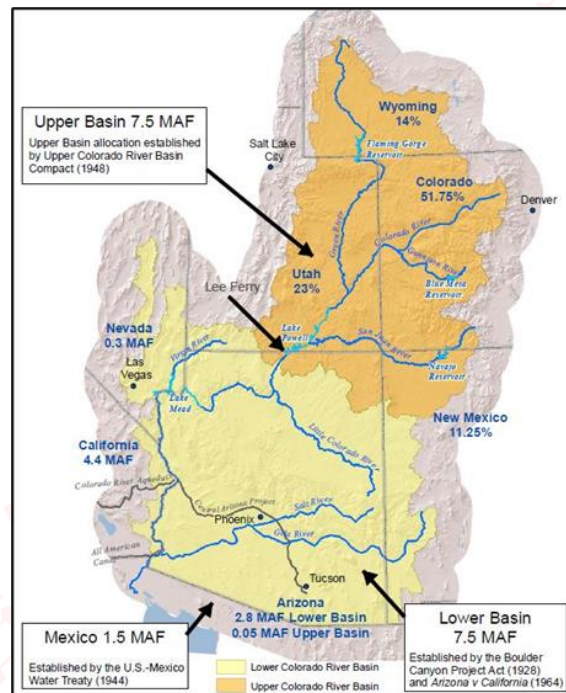 Upper Basin 7.5 MAF
Upper Basin allocation established
by Upper Colorado River Basin
Compact (1948)
Wyoming
14%
Salt Lake
City
Flaming Gorge
Reservoir
Colorado
51.75%
Denver
Green River
Colorado River
Gunnison River
Blue Mesa
Reservoir
Utah
23%
Lee Ferry
Lake
Powell
San Juan River
Navajo
Reservoir
Nevada
0.3 MAF
Las
Vegas
Virgin River
Lake
Mead
New Mexico
11.25%
California
4.4 MAF
Little Colorado River
Colorado River Aqueduct
Central Arizona Project
Salt River
Phoenix
Gila River
All American
Canal
Tucson
Arizona
2.8 MAF Lower Basin
0.05 MAF Upper Basin
Mexico 1.5 MAF
Established by the U.S.-Mexico
Water Treaty (1944)
Lower Basin
7.5 MAF
Established by the Boulder
Canyon Project Act (1928)
and Arizona v California (1964)
Lower Colorado River Basin
Upper Colorado River Basin